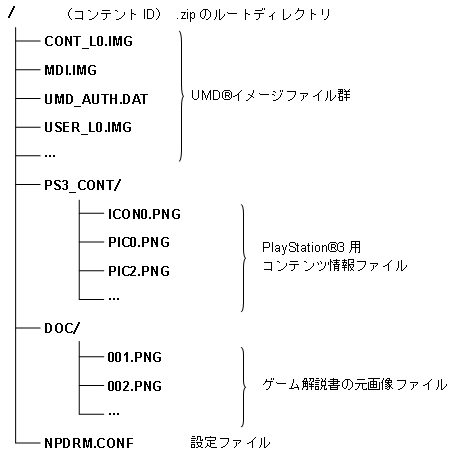 / （コンテント ID） .zip のルートディレクトリ
CONT_L0.IMG
MDI.IMG
UMD_AUTH.DAT UMD®イメージファイル群
USER_L0.IMG
...
PS3_CONT/
ICON0.PNG
PIC0.PNG PlayStation®3 用
PIC2.PNG コンテンツ情報ファイル
...
DOC/
001.PNG
002.PNG ゲーム解説書の元画像ファイル
...
NPDRM.CONF 設定ファイル